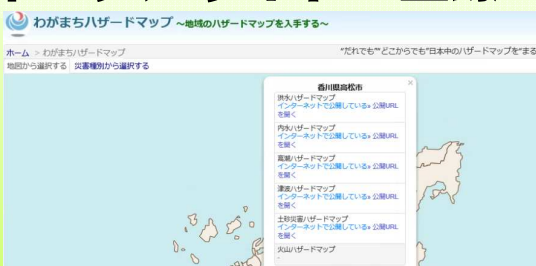 わがまちハザードマップ ～地域のハザードマップを入手する～
ホーム > わがまちハザードマップ
"だれでも""どこからでも"日本中のハザードマップを"まる
地図から選択する 災害種別から選択する
×
香川県高松市
洪水ハザードマップ
インターネットで公開している» 公開URL
を開く
内水ハザードマップ
インターネットで公開している» 公開URL
を開く
高潮ハザードマップ
インターネットで公開している» 公開URL
を開く
津波ハザードマップ
インターネットで公開している» 公開URL
を開く
土砂災害ハザードマップ
インターネットで公開している» 公開URL
を開く
火山ハザードマップ
-